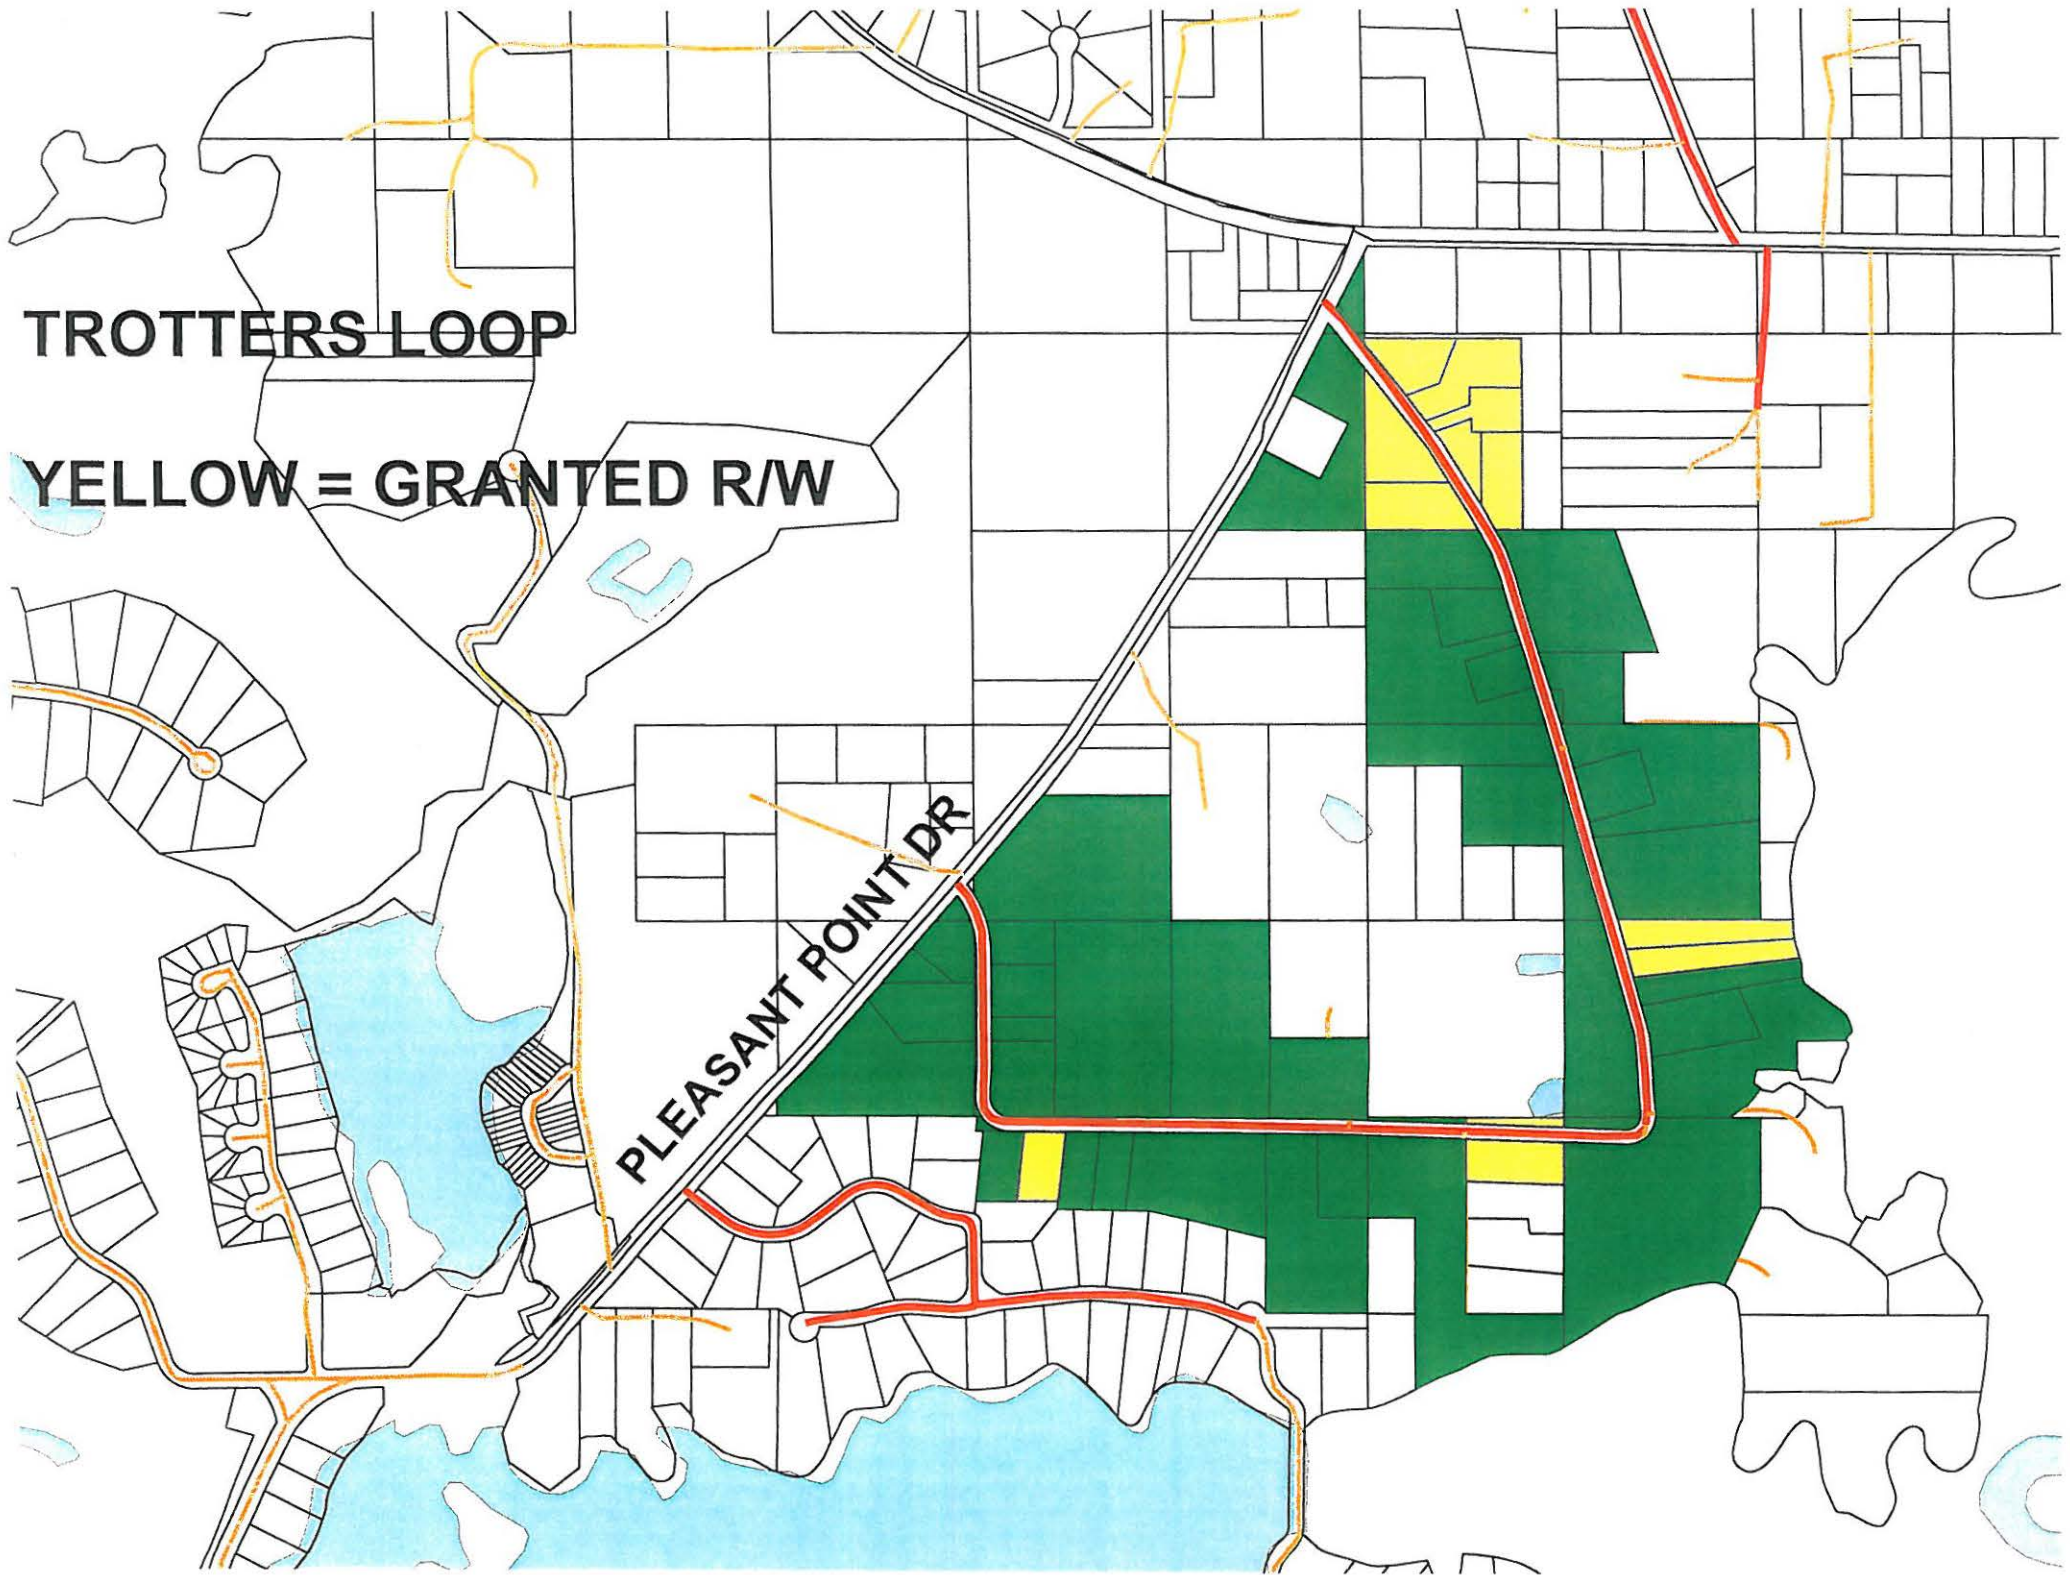 TROTTERS LOOP
YELLOW = GRANTED R/W
PLEASANT POINT DR